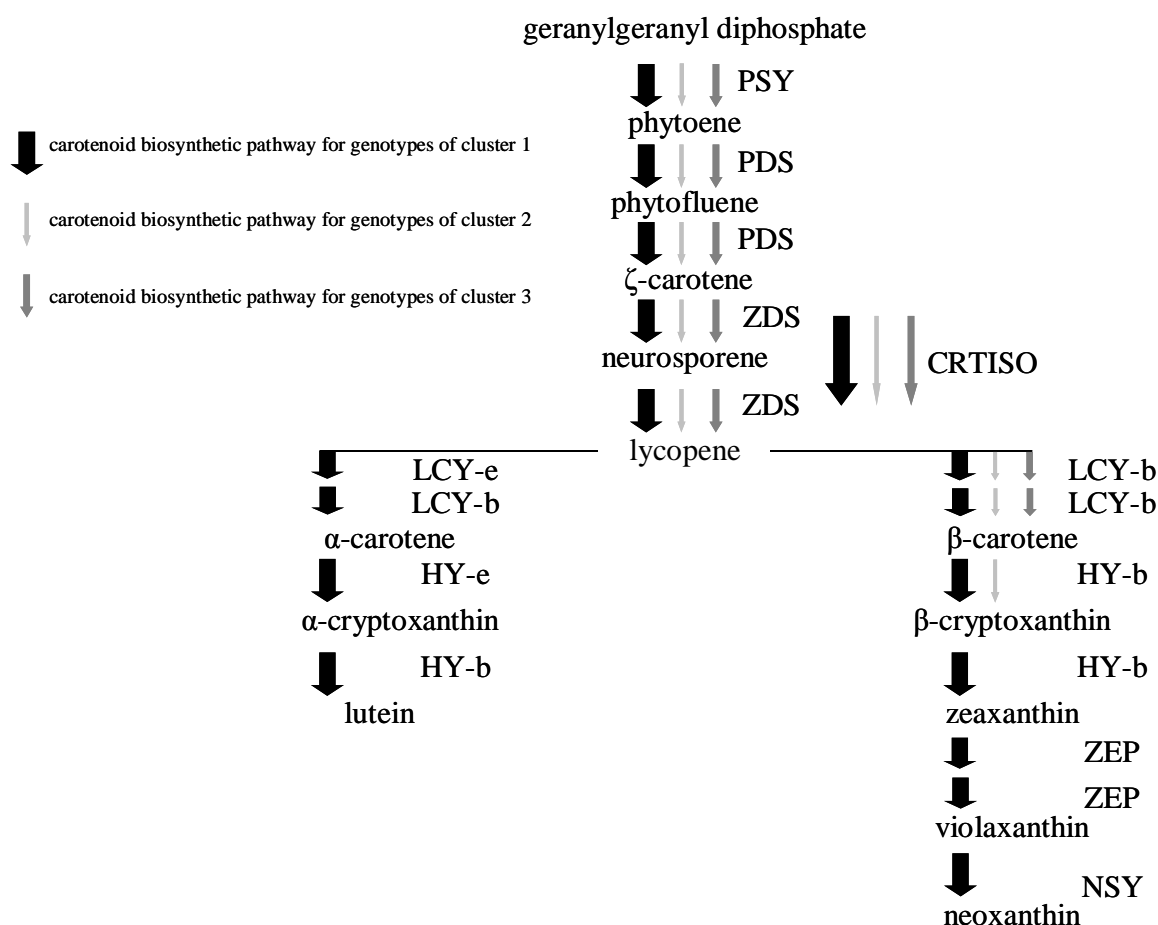 geranylgeranyl diphosphate
PSY
phytoene
carotenoid biosynthetic pathway for genotypes of cluster 1
PDS
phytofluene
carotenoid biosynthetic pathway for genotypes of cluster 2
PDS
ζ-carotene
carotenoid biosynthetic pathway for genotypes of cluster 3
ZDS
neurosporene
CRTISO
ZDS
lycopene
LCY-e
LCY-b
LCY-b
LCY-b
α-carotene
β-carotene
HY-e
HY-b
α-cryptoxanthin
β-cryptoxanthin
HY-b
HY-b
lutein
zeaxanthin
ZEP
ZEP
violaxanthin
NSY
neoxanthin